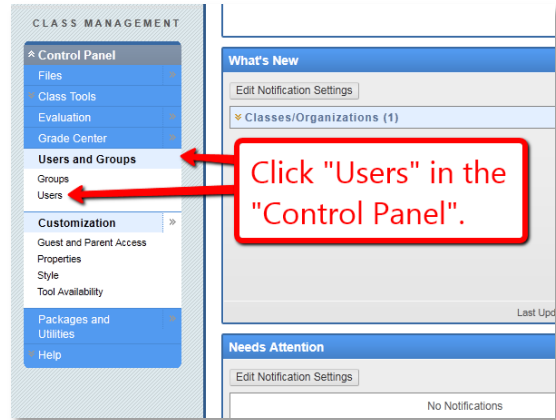 CLASS MANAGEMENT
Control Panel
Files
Class Tools
Evaluation
Grade Center
Users and Groups
Groups
Users
Customization
Guest and Parent Access
Properties
Style
Tool Availability
Packages and
Utilities
Help
What's New
Edit Notification Settings
Classes/Organizations (1)
Click "Users" in the
"Control Panel".
Last Upd
Needs Attention
Edit Notification Settings
No Notifications